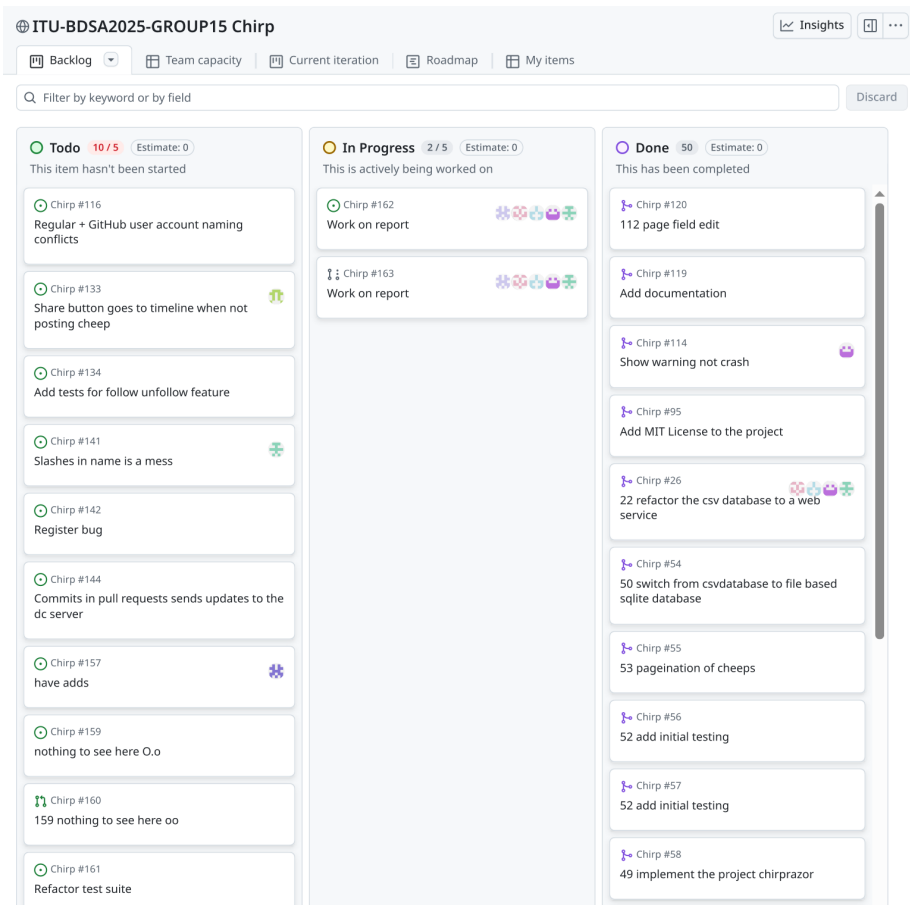 ITU-BDSA2025-GROUP15 Chirp
Insights
Backlog
Team capacity
Current iteration
Roadmap
My items
Filter by keyword or by field
Discard
Todo 10 / 5 Estimate: 0
This item hasn't been started
Chirp #116
Regular + GitHub user account naming
conflicts
Chirp #133
Share button goes to timeline when not
posting cheep
Chirp #134
Add tests for follow unfollow feature
Chirp #141
Slashes in name is a mess
Chirp #142
Register bug
Chirp #144
Commits in pull requests sends updates to the
dc server
Chirp #157
have adds
Chirp #159
nothing to see here O.o
Chirp #160
159 nothing to see here oo
Chirp #161
Refactor test suite
In Progress 2 / 5 Estimate: 0
This is actively being worked on
Chirp #162
Work on report
Chirp #163
Work on report
Done 50 Estimate: 0
This has been completed
Chirp #120
112 page field edit
Chirp #119
Add documentation
Chirp #114
Show warning not crash
Chirp #95
Add MIT License to the project
Chirp #26
22 refactor the csv database to a web
service
Chirp #54
50 switch from csvdatabase to file based
sqlite database
Chirp #55
53 pageination of cheeps
Chirp #56
52 add initial testing
Chirp #57
52 add initial testing
Chirp #58
49 implement the project chirprazor